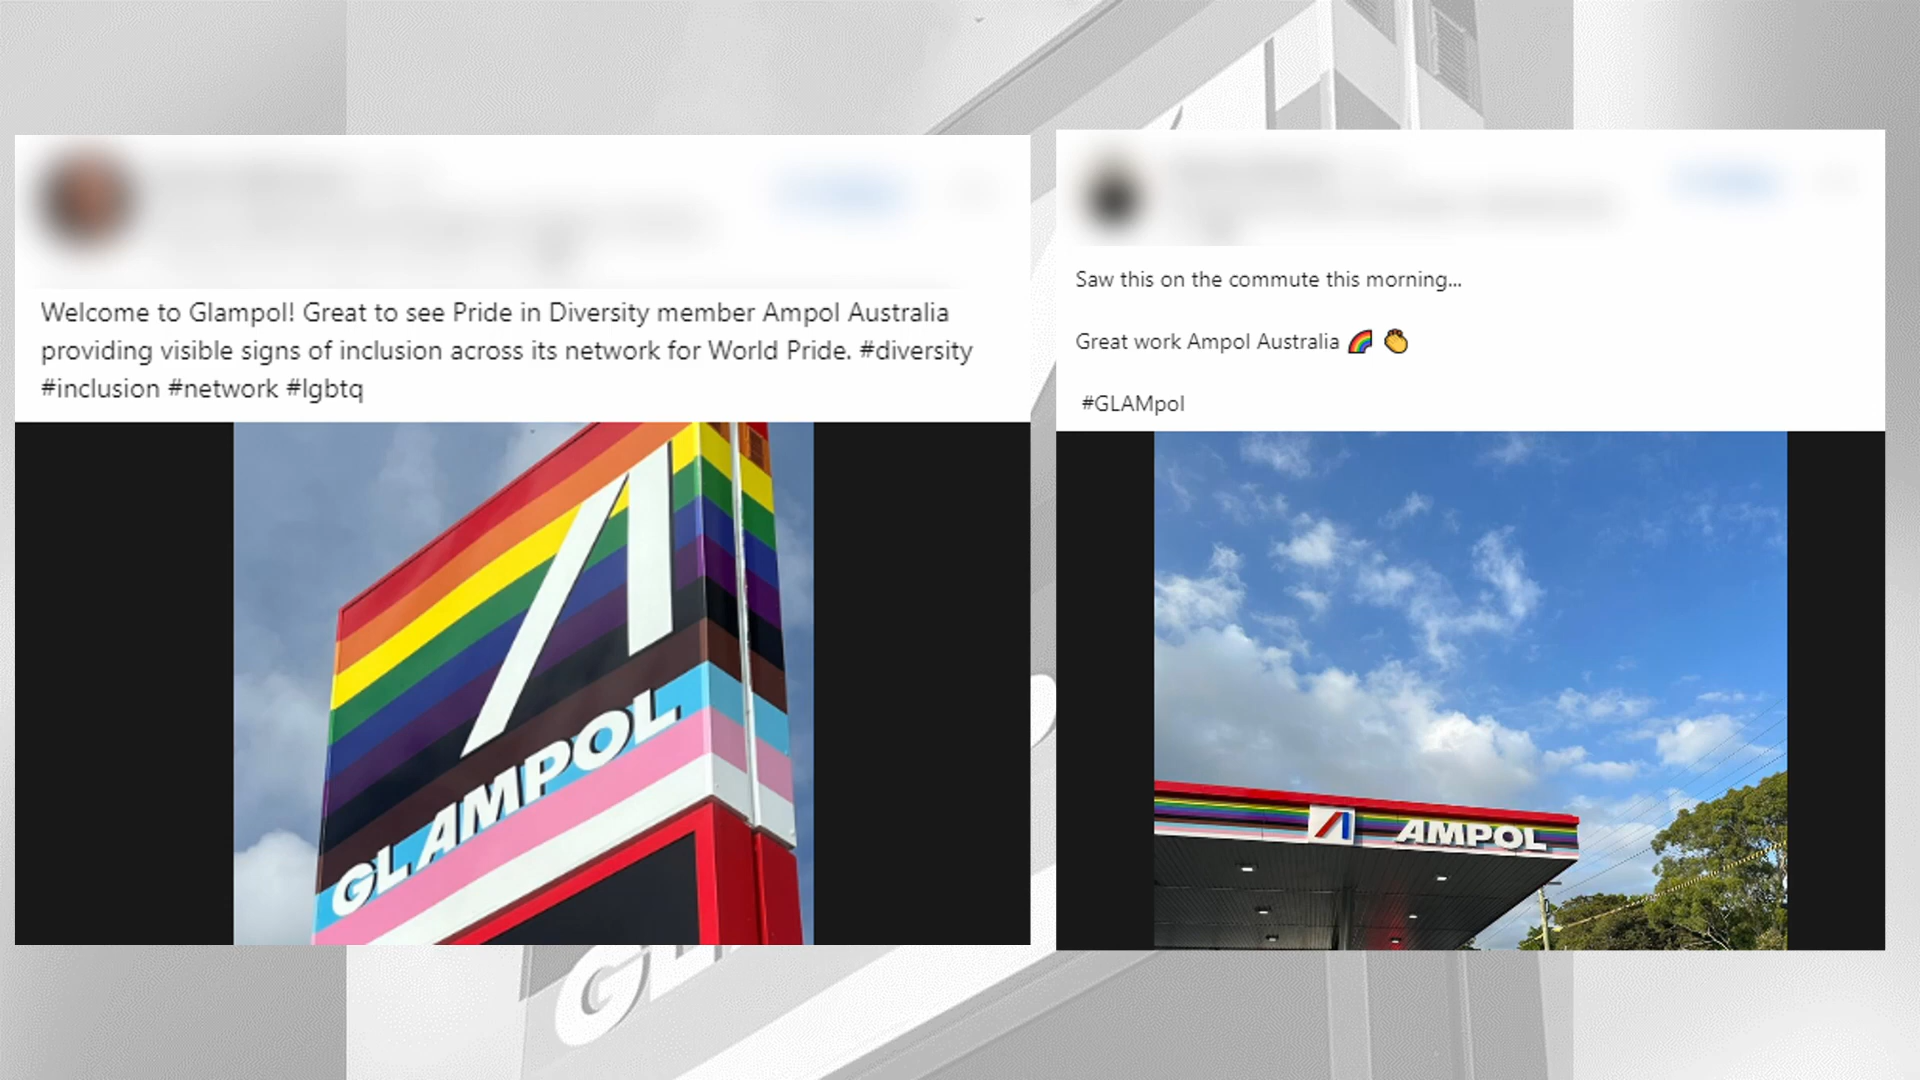 Welcome to Glampol! Great to see Pride in Diversity member Ampol Australia
providing visible signs of inclusion across its network for World Pride. #diversity
#inclusion #network #lgbtq
GLAMPOL
Saw this on the commute this morning...
Great work Ampol Australia 🌈 👏
#GLAMpol
AMPOL